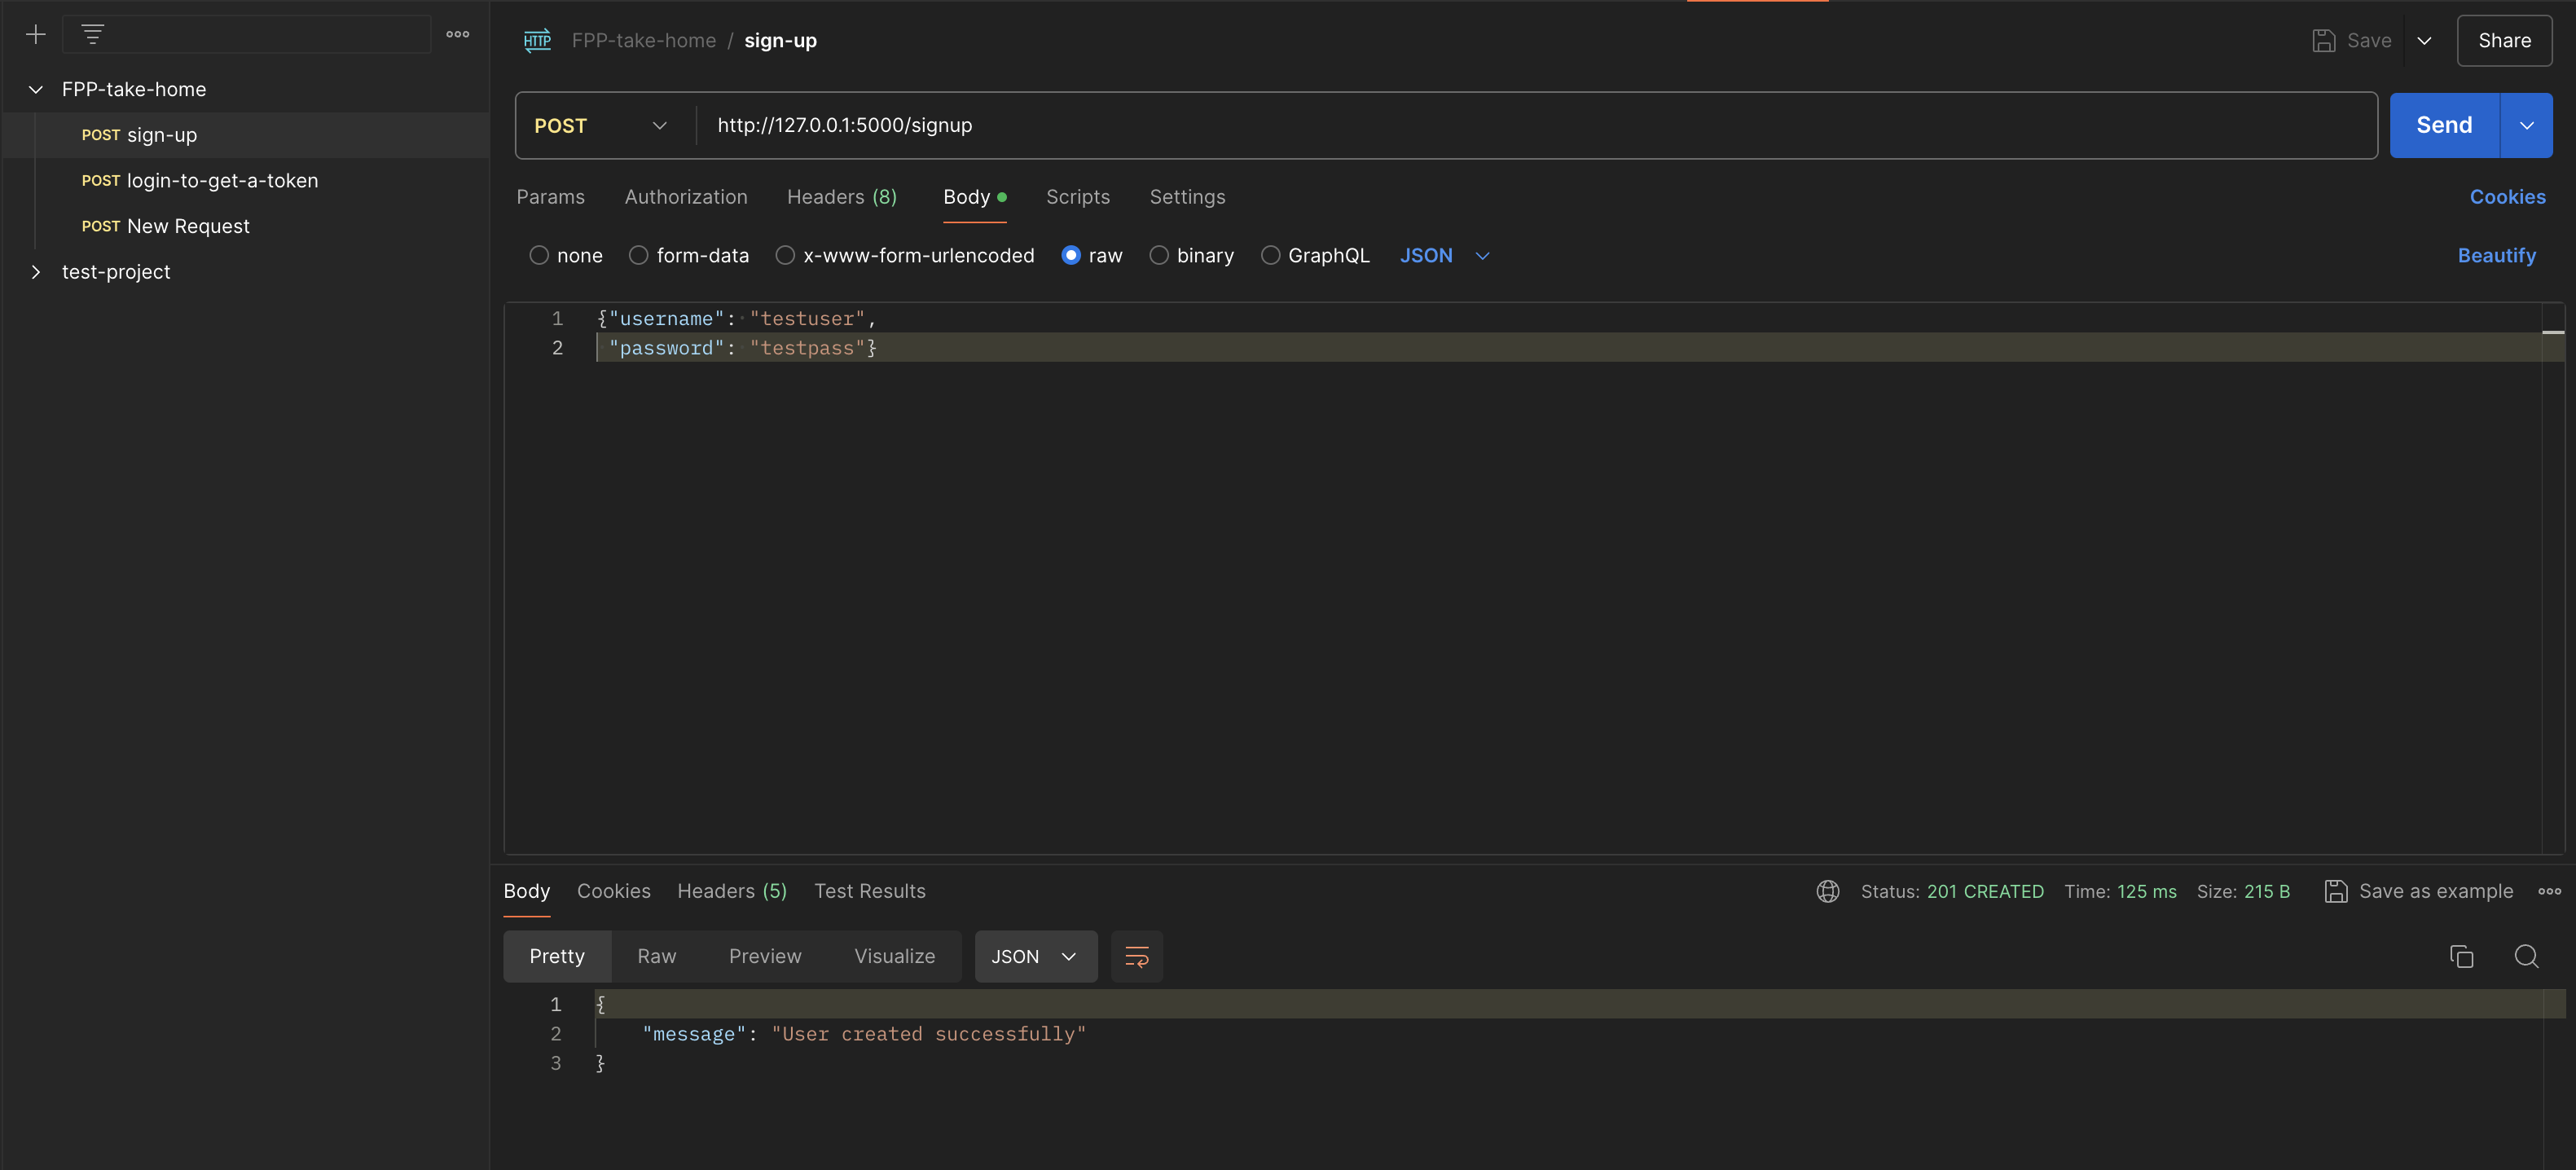 FPP-take-home
POST sign-up
POST login-to-get-a-token
POST New Request
test-project
HTTP FPP-take-home / sign-up
Save
Share
POST http://127.0.0.1:5000/signup
Send
Params Authorization Headers (8) Body Scripts Settings Cookies
none form-data x-www-form-urlencoded raw binary GraphQL JSON Beautify
1 {"username": "testuser",
2 "password": "testpass"}
Body Cookies Headers (5) Test Results
Status: 201 CREATED Time: 125 ms Size: 215 B Save as example
Pretty Raw Preview Visualize JSON
1 {
2 "message": "User created successfully"
3 }